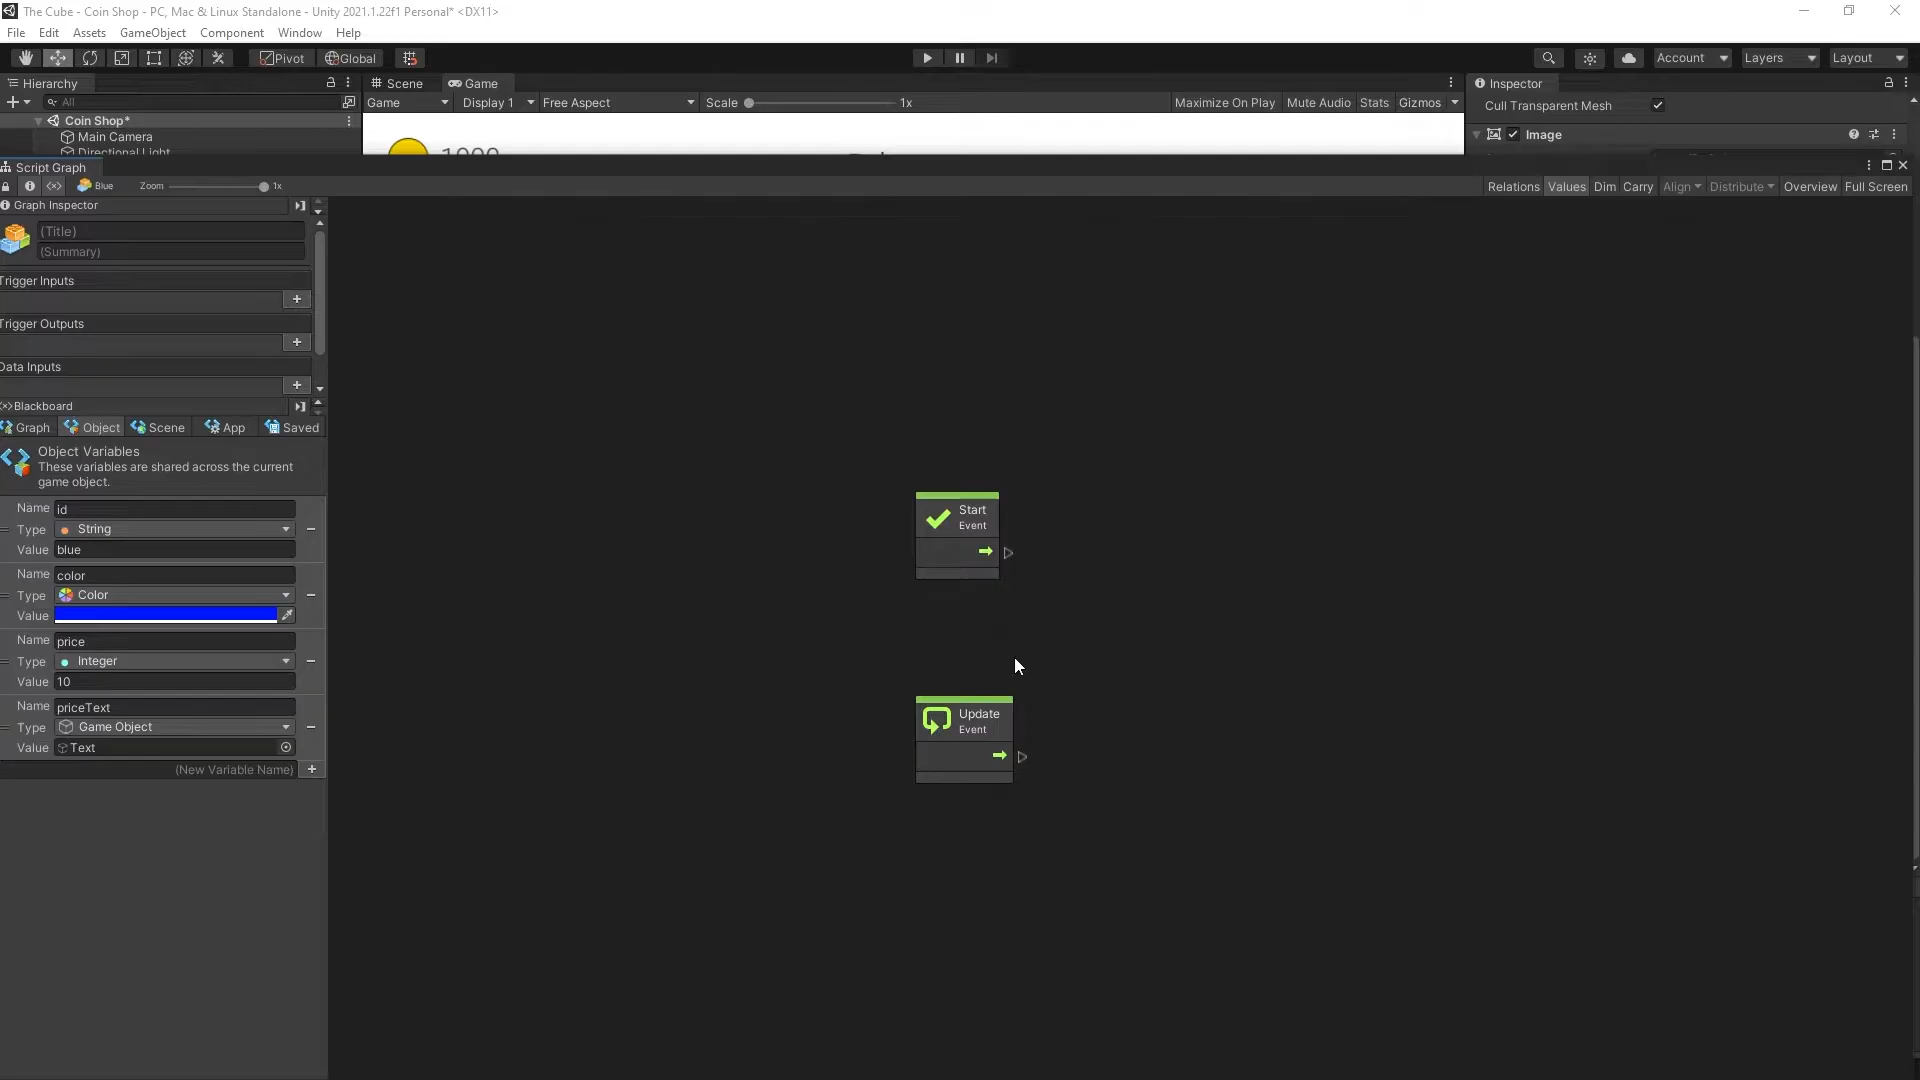 The Cube - Coin Shop - PC, Mac & Linux Standalone - Unity 2021.1.22f1 Personal* <DX11>
File Edit Assets GameObject Component Window Help
Pivot Global Account Layers Layout
Hierarchy Scene Game Inspector
All Game Display 1 Free Aspect Scale 1x Maximize On Play Mute Audio Stats Gizmos Cull Transparent Mesh
Coin Shop*
Main Camera Image
Directional Light 1000
Script Graph
Blue Zoom 1x Relations Values Dim Carry Align Distribute Overview Full Screen
Graph Inspector
(Title)
(Summary)
Trigger Inputs
Trigger Outputs
Data Inputs
Blackboard
Graph Object Scene App Saved
Object Variables
These variables are shared across the current
game object.
Name id
Type String
Value blue
Name color
Type Color
Value
Name price
Type Integer
Value 10
Name priceText
Type Game Object
Value Text
(New Variable Name)
Start
Event
Update
Event